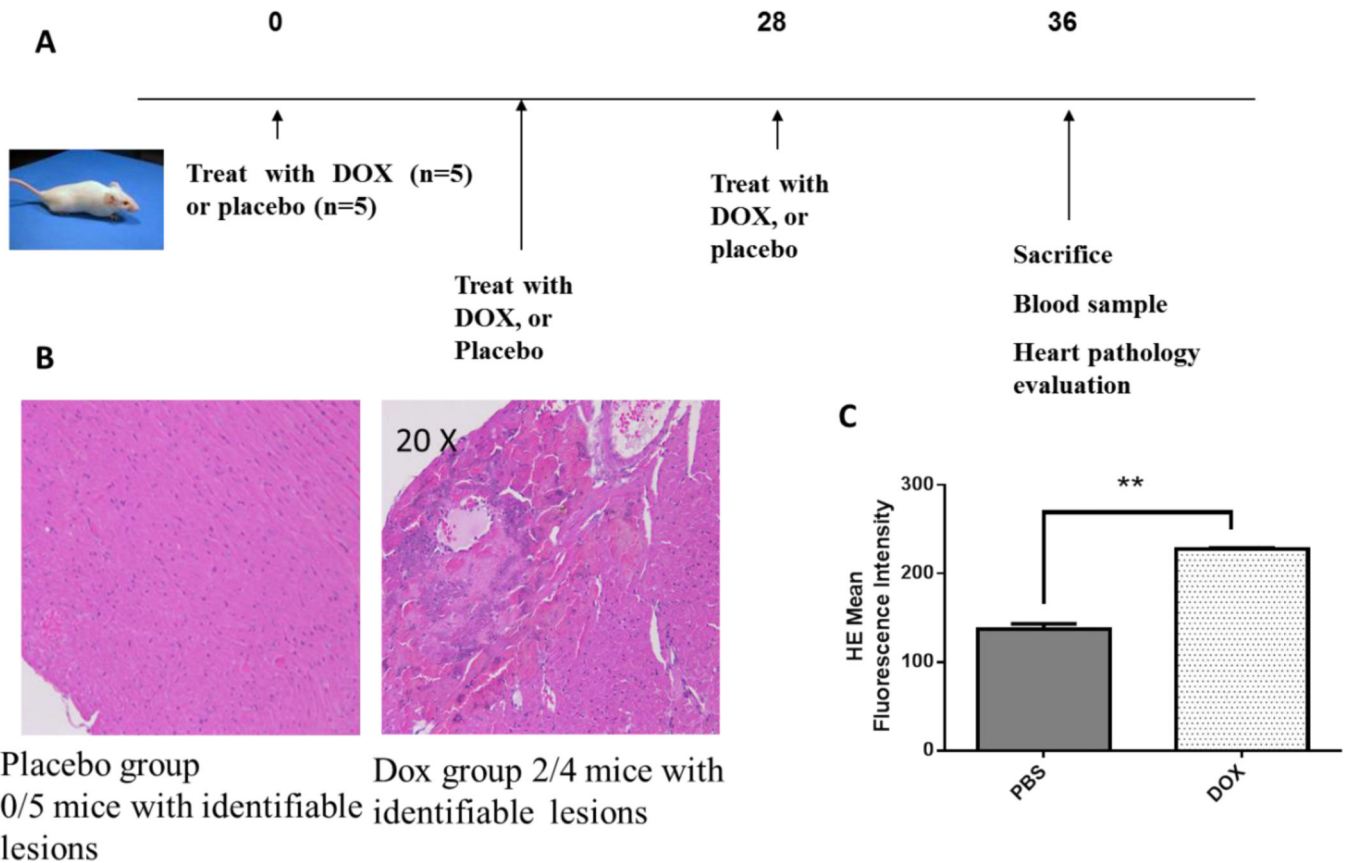 A
0
28
36
Treat with DOX (n=5)
or placebo (n=5)
Treat with
DOX, or
Placebo
Treat with
DOX, or
placebo
Sacrifice
Blood sample
Heart pathology
evaluation
B
20 X
Placebo group
0/5 mice with identifiable
lesions
Dox group 2/4 mice with
identifiable lesions
C
HE Mean
Fluorescence Intensity
300
200
100
0
**
PBS
DOX